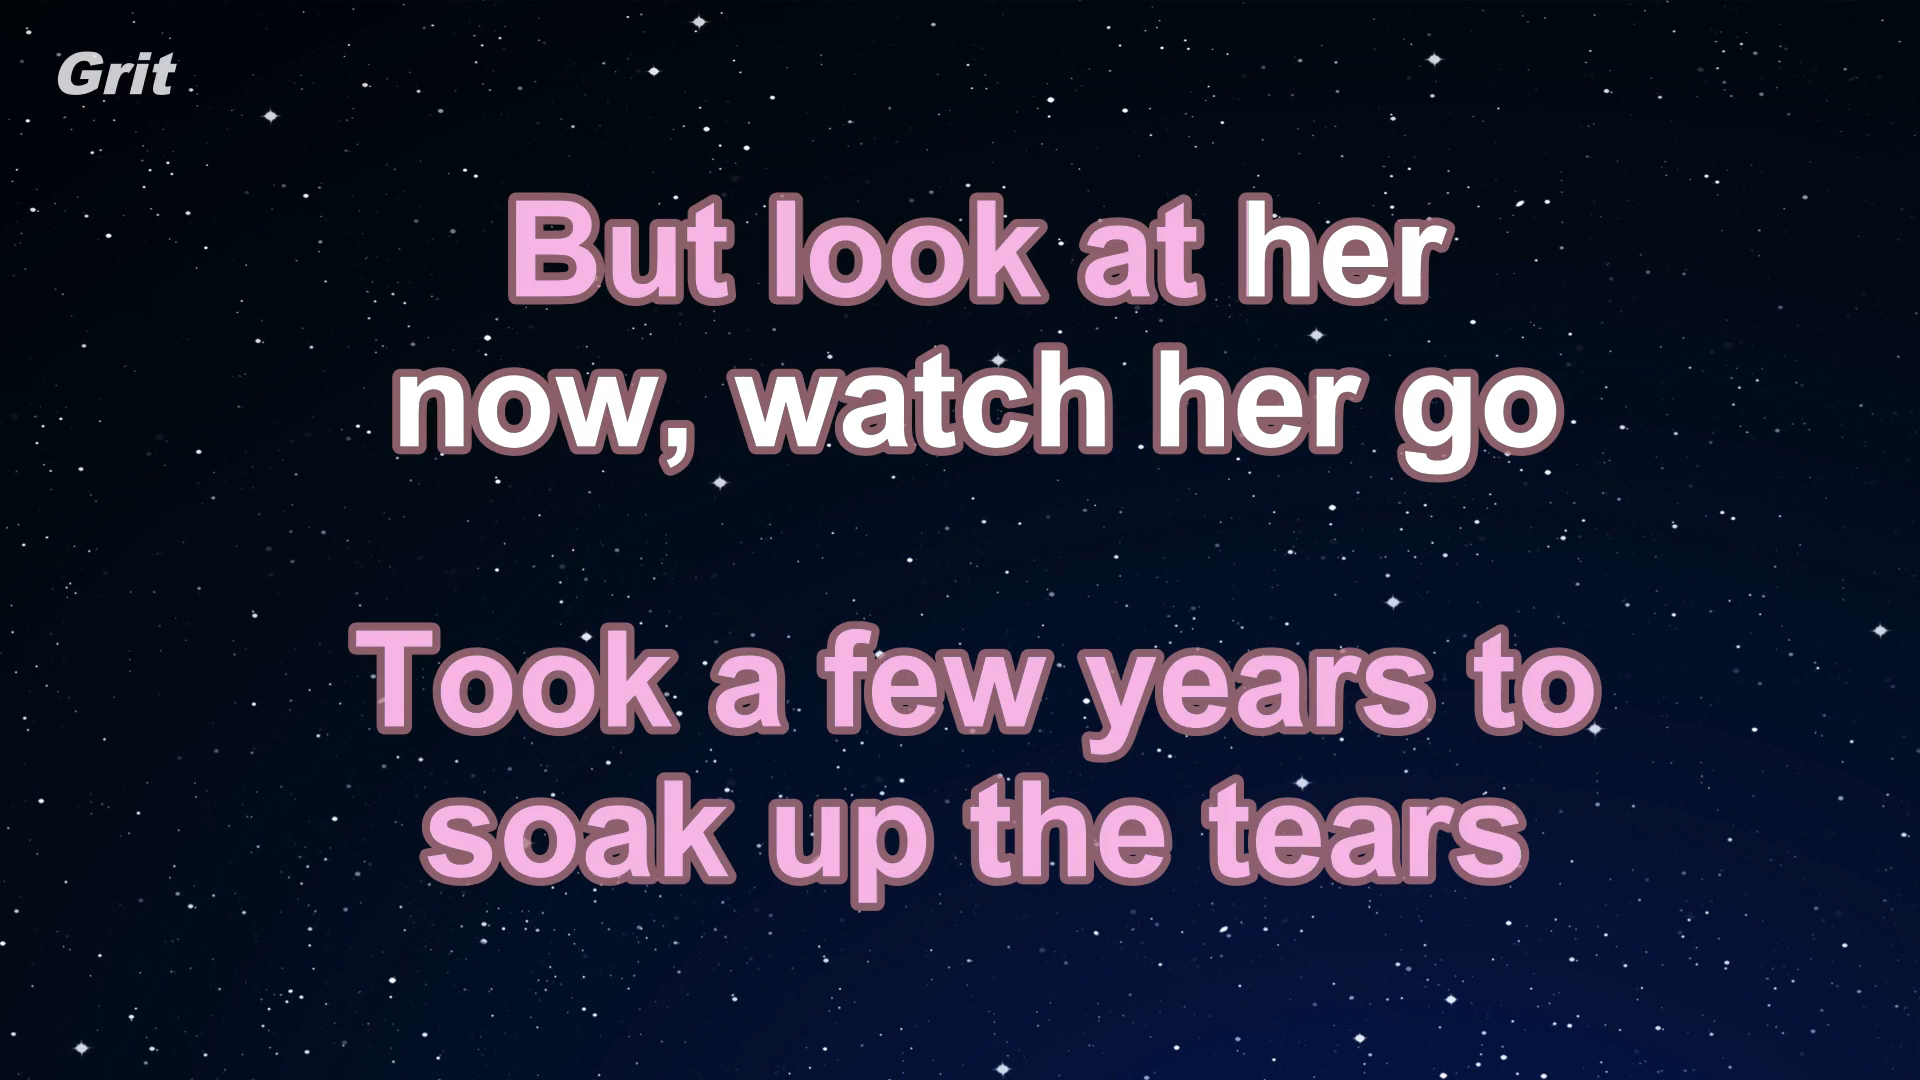 Grit
But look at her
now, watch her go
Took a few years to
soak up the tears